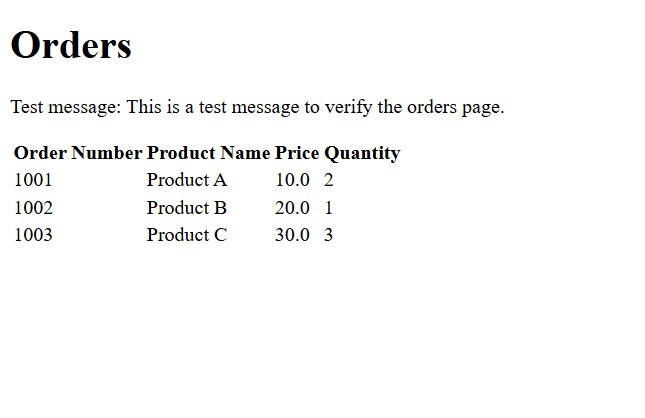 Orders
Test message: This is a test message to verify the orders page.
Order Number Product Name Price Quantity
1001 Product A 10.0 2
1002 Product B 20.0 1
1003 Product C 30.0 3